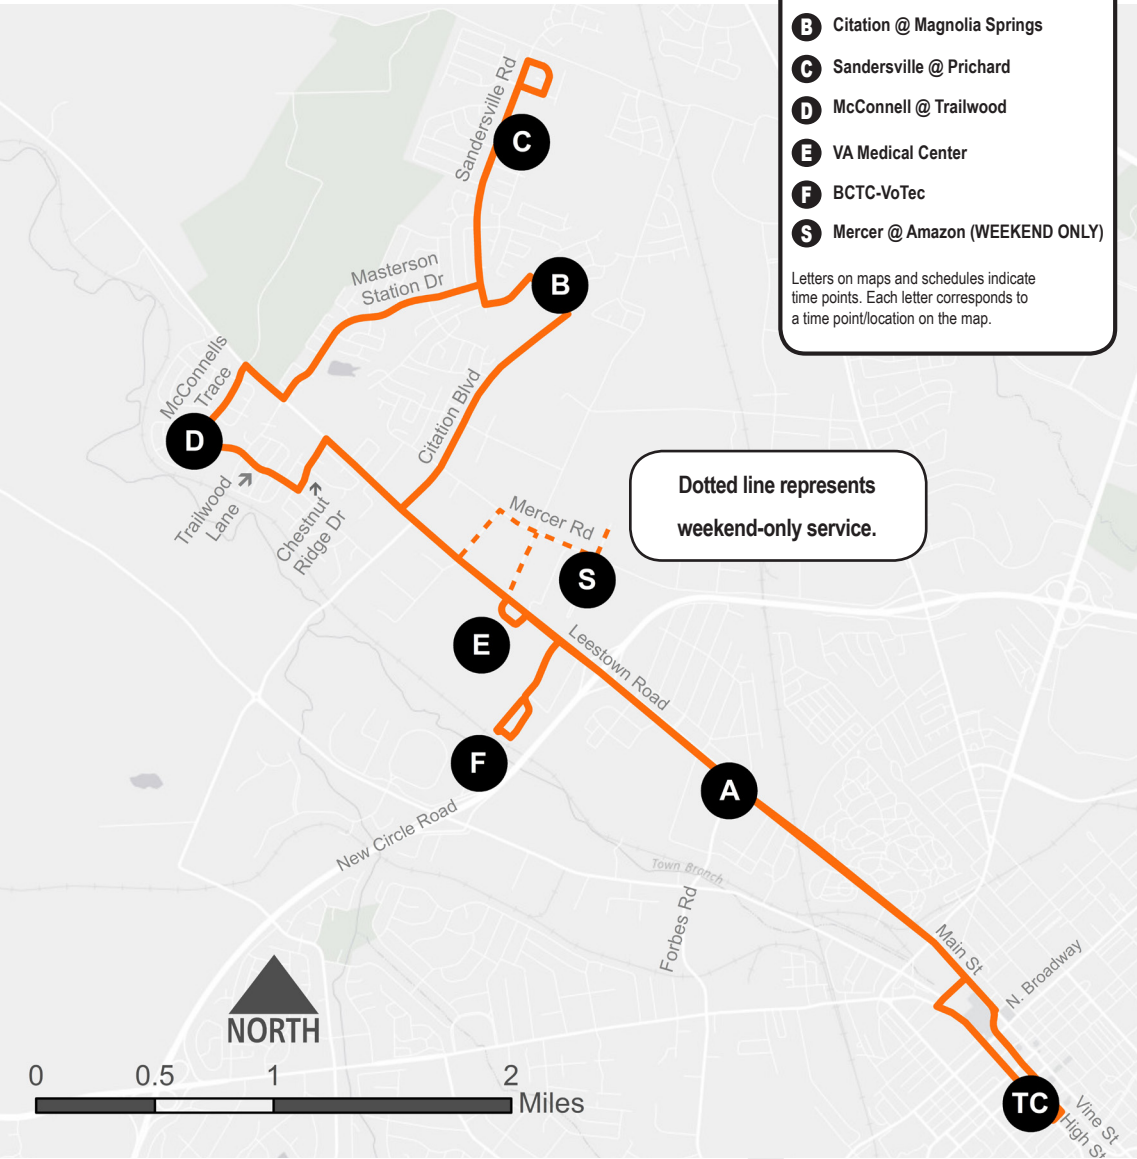 B Citation @ Magnolia Springs
C Sandersville @ Prichard
D McConnell @ Trailwood
E VA Medical Center
F BCTC-VoTec
S Mercer @ Amazon (WEEKEND ONLY)
Letters on maps and schedules indicate
time points. Each letter corresponds to
a time point/location on the map.
Sandersville Rd
C
Masterson
Station Dr
B
McConnells
Trace
D
Citation Blvd
Trailwood
Lane
Chestnut
Ridge Dr
Dotted line represents
weekend-only service.
Mercer Rd
S
E
Leestown Road
F
A
New Circle Road
Town Branch
Forbes Rd
Main St
N. Broadway
NORTH
0 0.5 1 2
Miles
TC
Vine St
High St